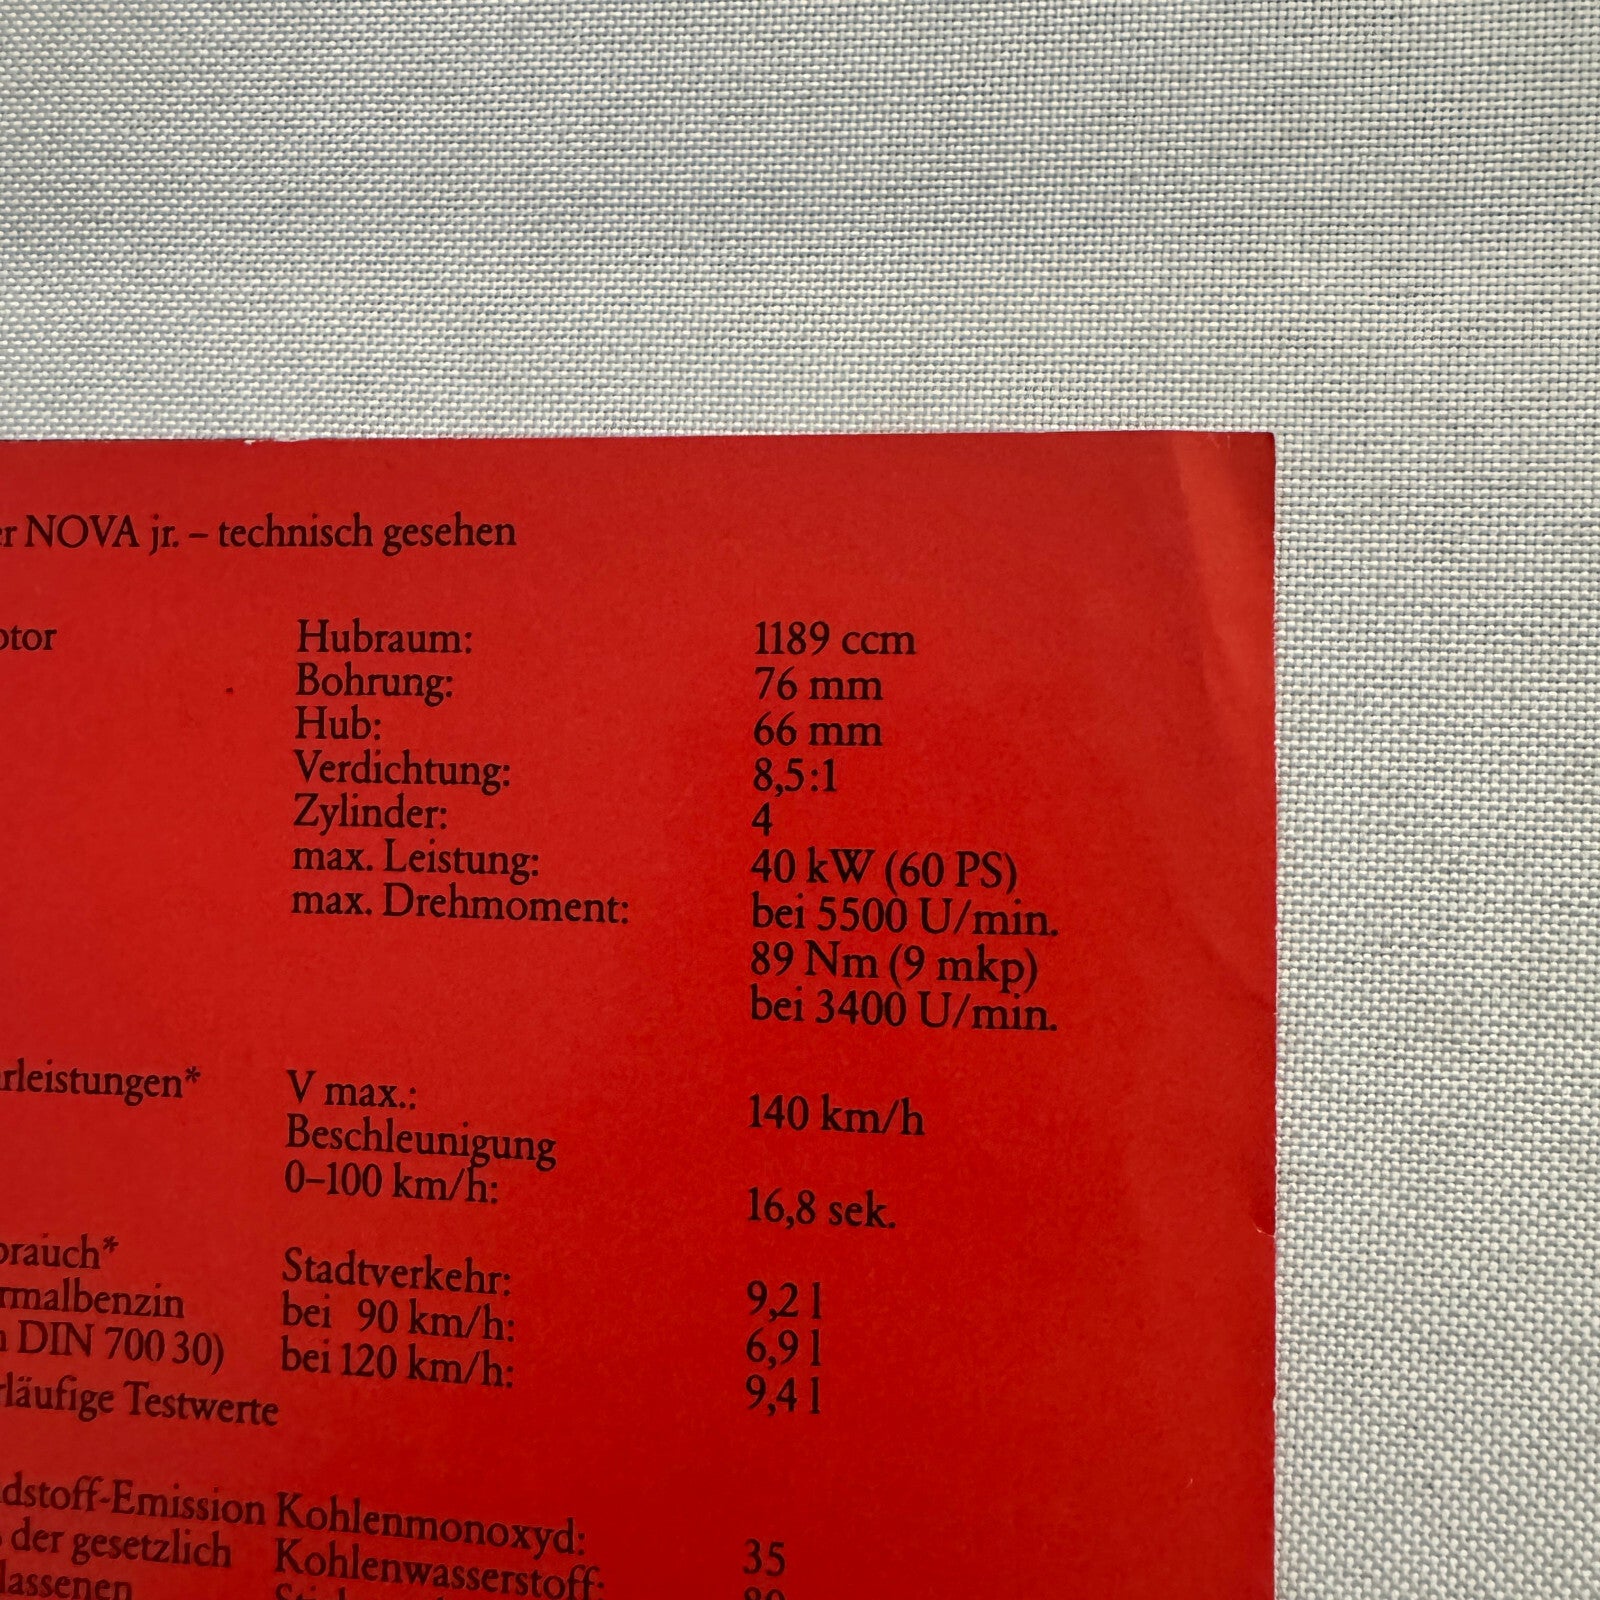 er NOVA jr. – technisch gesehen
otor Hubraum: 1189 ccm
Bohrung: 76 mm
Hub: 66 mm
Verdichtung: 8,5:1
Zylinder: 4
max. Leistung: 40 kW (60 PS)
max. Drehmoment: bei 5500 U/min.
89 Nm (9 mkp)
bei 3400 U/min.
rleistungen* V max.: 140 km/h
Beschleunigung
0–100 km/h: 16,8 sek.
brauch* Stadtverkehr: 9,2 l
rmalbenzin bei 90 km/h: 6,9 l
n DIN 700 30) bei 120 km/h: 9,4 l
rläufige Testwerte
dstoff-Emission Kohlenmonoxyd: 35
der gesetzlich Kohlenwasserstoff:
lassenen